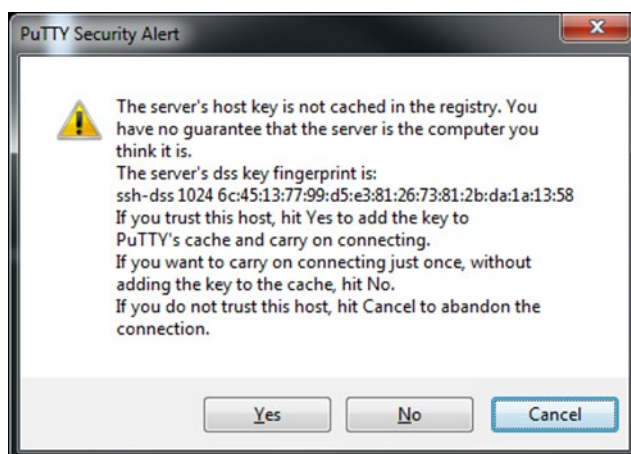 PuTTY Security Alert
The server's host key is not cached in the registry. You
have no guarantee that the server is the computer you
think it is.
The server's dss key fingerprint is:
ssh-dss 1024 6c:45:13:77:99:d5:e3:81:26:73:81:2b:da:1a:13:58
If you trust this host, hit Yes to add the key to
PuTTY's cache and carry on connecting.
If you want to carry on connecting just once, without
adding the key to the cache, hit No.
If you do not trust this host, hit Cancel to abandon the
connection.
Yes No Cancel